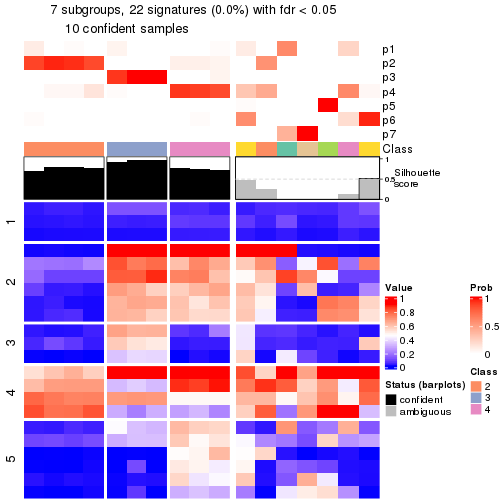 7 subgroups, 22 signatures (0.0%) with fdr < 0.05
10 confident samples
p1
p2
p3
p4
p5
p6
p7
Class
1
0.5
0
Silhouette
score
1
2
3
4
5
Value
1
0.8
0.6
0.4
0.2
0
Status (barplots)
confident
ambiguous
Prob
1
0.5
0
Class
2
3
4